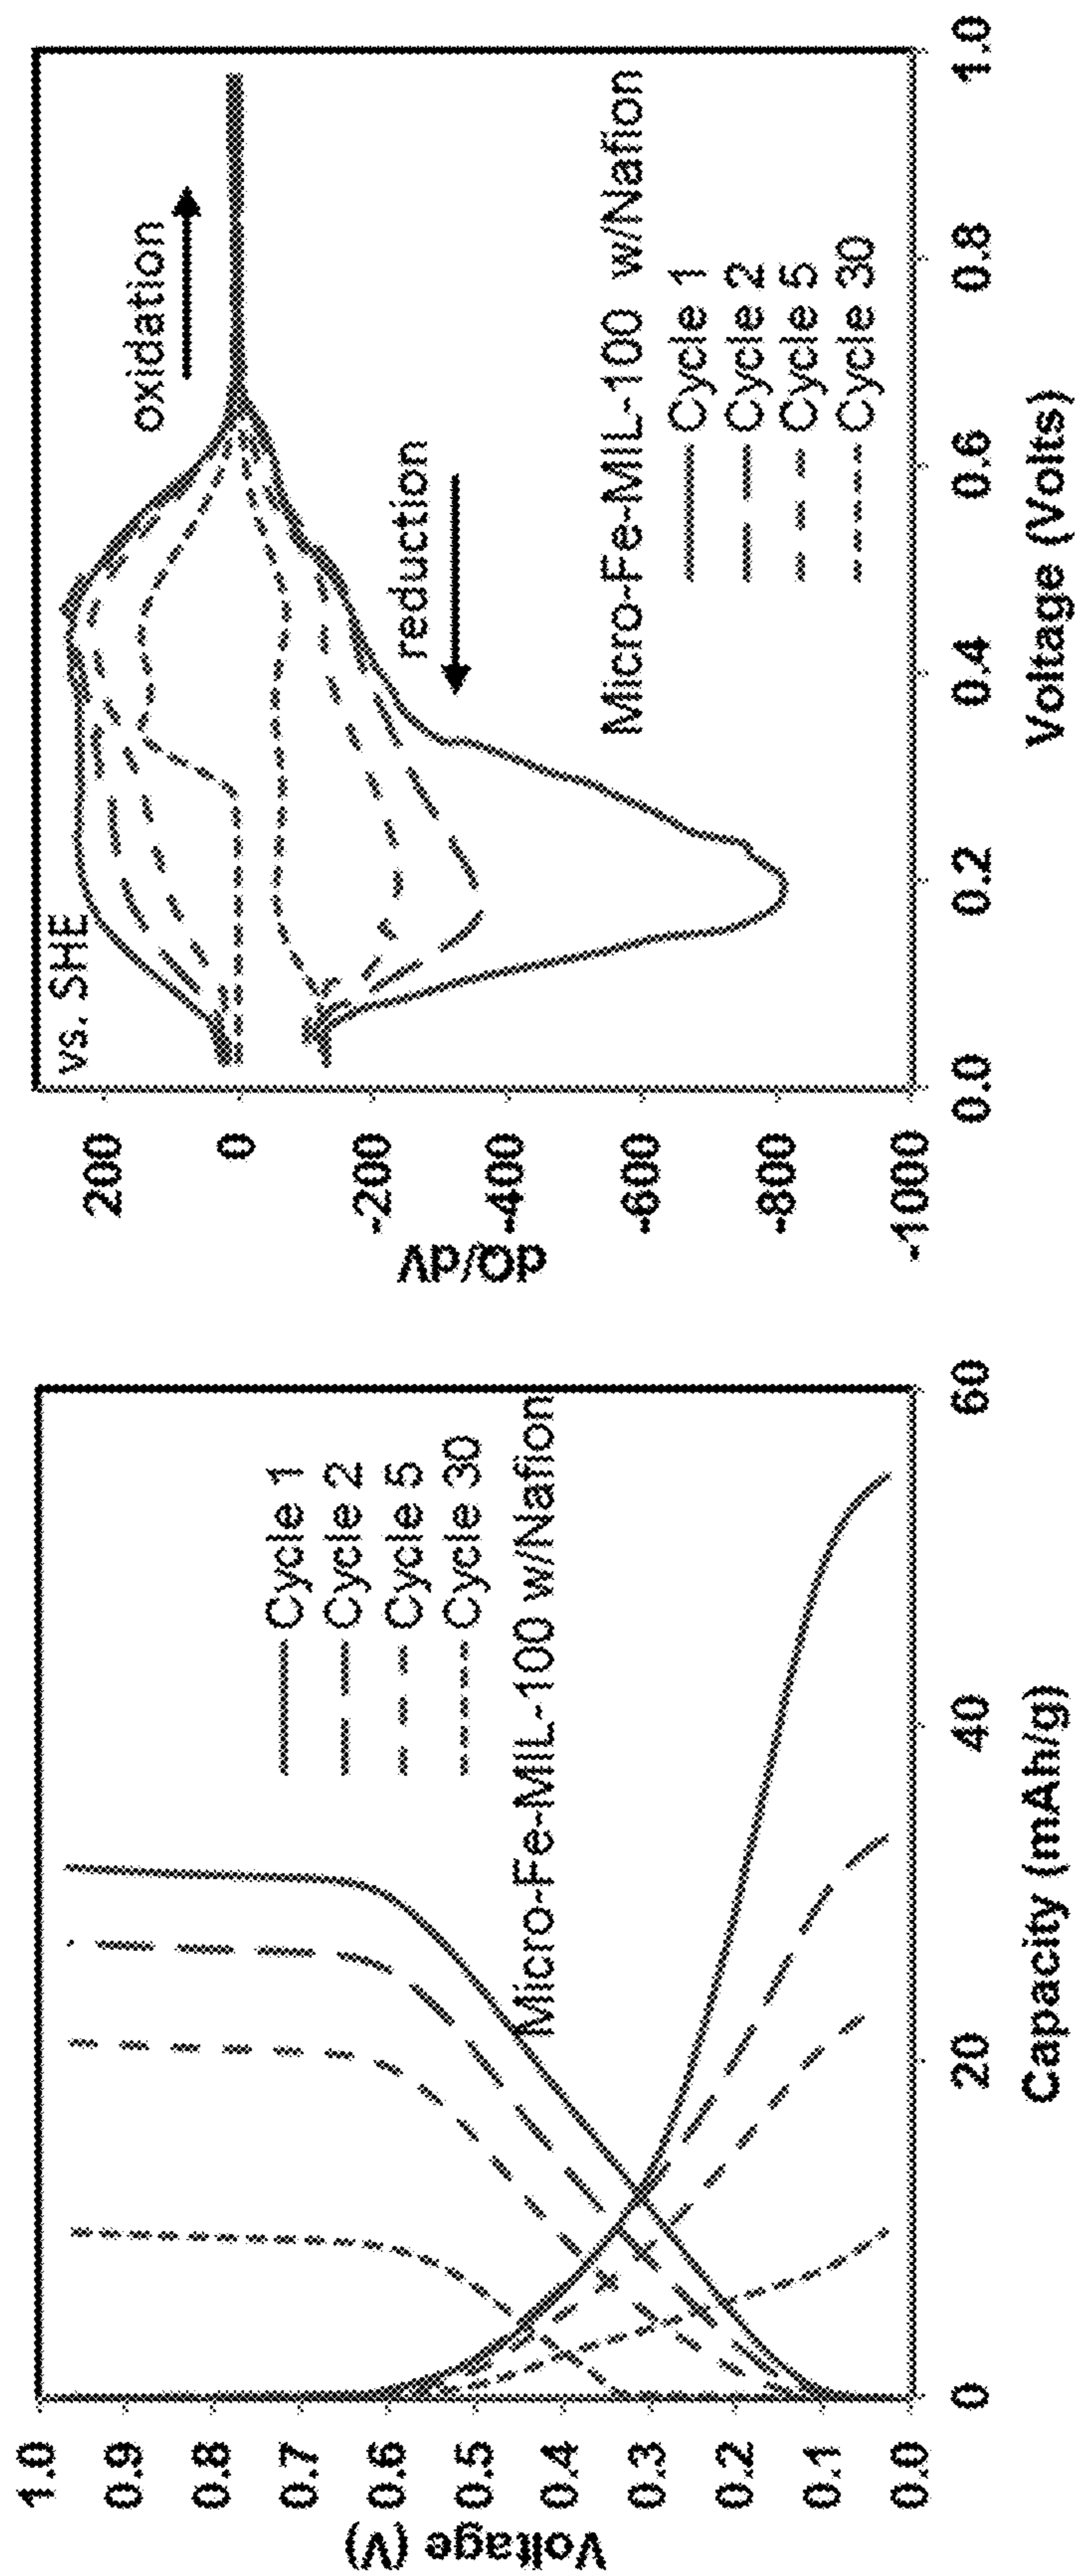 Voltage (V)
1.0
0.9
0.8
0.7
0.6
0.5
0.4
0.3
0.2
0.1
0.0
Cycle 1
Cycle 2
Cycle 5
Cycle 30
Micro-Fe-MIL-100 w/Nafion
0
20
40
60
Capacity (mAh/g)
dQ/dV
200
0
-200
-400
-600
-800
-1000
vs. SHE
oxidation
reduction
Micro-Fe-MIL-100 w/Nafion
Cycle 1
Cycle 2
Cycle 5
Cycle 30
0.0
0.2
0.4
0.6
0.8
1.0
Voltage (Volts)